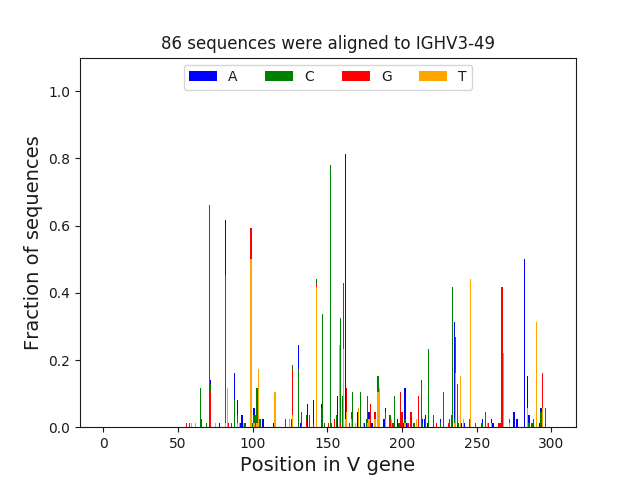 86 sequences were aligned to IGHV3-49
A C G T
1.0
0.8
0.6
0.4
0.2
0.0
Fraction of sequences
0 50 100 150 200 250 300
Position in V gene